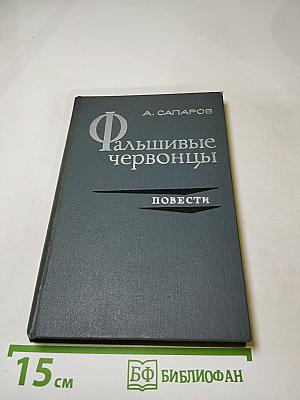 А. САПАРОВ
Фальшивые
червонцы
ПОВЕСТИ
15 см
БФ БИБЛИОФАН